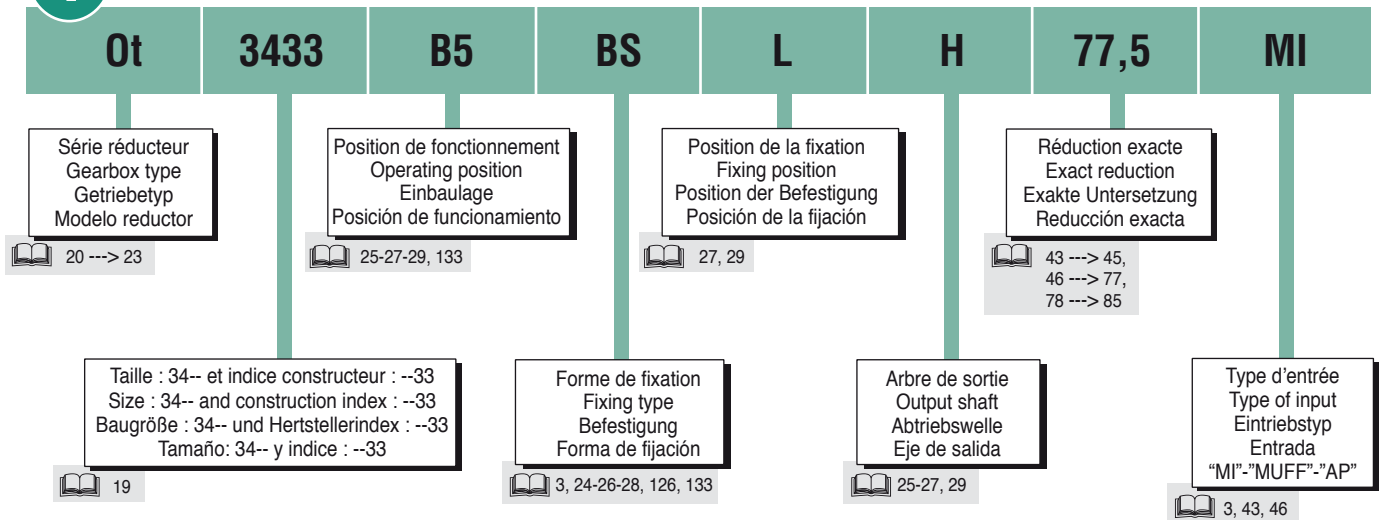 Ot 3433 B5 BS L H 77,5 MI
Série réducteur
Gearbox type
Getriebetyp
Modelo reductor
20 ---> 23
Position de fonctionnement
Operating position
Einbaulage
Posición de funcionamiento
25-27-29, 133
Position de la fixation
Fixing position
Position der Befestigung
Posición de la fijación
27, 29
Réduction exacte
Exact reduction
Exakte Untersetzung
Reducción exacta
43 ---> 45,
46 ---> 77,
78 ---> 85
Taille : 34-- et indice constructeur : --33
Size : 34-- and construction index : --33
Baugröße : 34-- und Hertstellerindex : --33
Tamaño: 34-- y indice : --33
19
Forme de fixation
Fixing type
Befestigung
Forma de fijación
3, 24-26-28, 126, 133
Arbre de sortie
Output shaft
Abtriebswelle
Eje de salida
25-27, 29
Type d’entrée
Type of input
Eintriebstyp
Entrada
“MI”-”MUFF”-”AP”
3, 43, 46